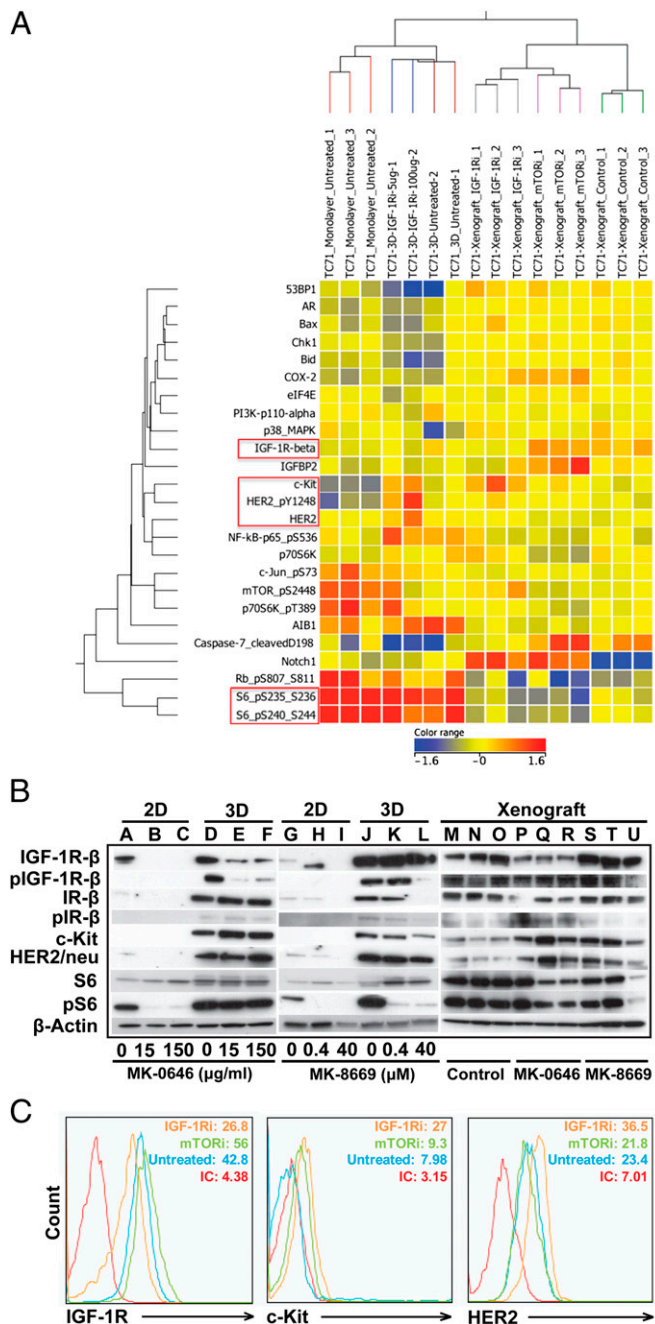 A
TC71_Monolayer_Untreated_1
TC71_Monolayer_Untreated_3
TC71_Monolayer_Untreated_2
TC71-3D-IGF-1Ri-5ug-1
TC71-3D-IGF-1Ri-100ug-2
TC71-3D-Untreated-2
TC71_3D_Untreated-1
TC71-Xenograft_IGF-1Ri_1
TC71-Xenograft_IGF-1Ri_2
TC71-Xenograft_IGF-1Ri_3
TC71-Xenograft_mTORi_1
TC71-Xenograft_mTORi_2
TC71-Xenograft_mTORi_3
TC71-Xenograft_Control_1
TC71-Xenograft_Control_2
TC71-Xenograft_Control_3
53BP1
AR
Bax
Chk1
Bid
COX-2
eIF4E
PI3K-p110-alpha
p38_MAPK
IGF-1R-beta
IGFBP2
c-Kit
HER2_pY1248
HER2
NF-kB-p65_pS536
p70S6K
c-Jun_pS73
mTOR_pS2448
p70S6K_pT389
AIB1
Caspase-7_cleavedD198
Notch1
Rb_pS807_S811
S6_pS235_S236
S6_pS240_S244
Color range
-1.6 -0 1.6
B
2D 3D 2D 3D Xenograft
A B C D E F G H I J K L M N O P Q R S T U
IGF-1R-β
pIGF-1R-β
IR-β
pIR-β
c-Kit
HER2/neu
S6
pS6
β-Actin
0 15 150 0 15 150 0 0.4 40 0 0.4 40
MK-0646 (µg/ml) MK-8669 (µM) Control MK-0646 MK-8669
C
IGF-1Ri: 26.8
mTORi: 56
Untreated: 42.8
IC: 4.38
IGF-1Ri: 27
mTORi: 9.3
Untreated: 7.98
IC: 3.15
IGF-1Ri: 36.5
mTORi: 21.8
Untreated: 23.4
IC: 7.01
Count
IGF-1R c-Kit HER2